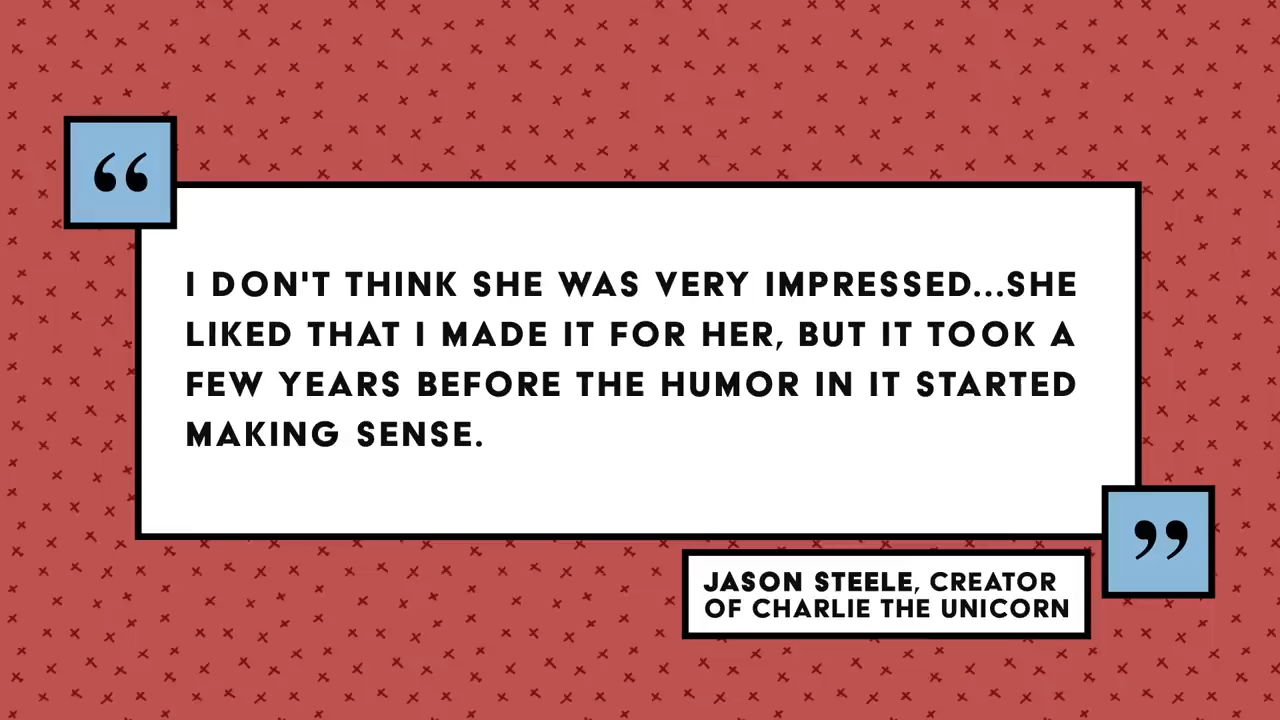 “
I DON'T THINK SHE WAS VERY IMPRESSED...SHE
LIKED THAT I MADE IT FOR HER, BUT IT TOOK A
FEW YEARS BEFORE THE HUMOR IN IT STARTED
MAKING SENSE.
”
JASON STEELE, CREATOR
OF CHARLIE THE UNICORN